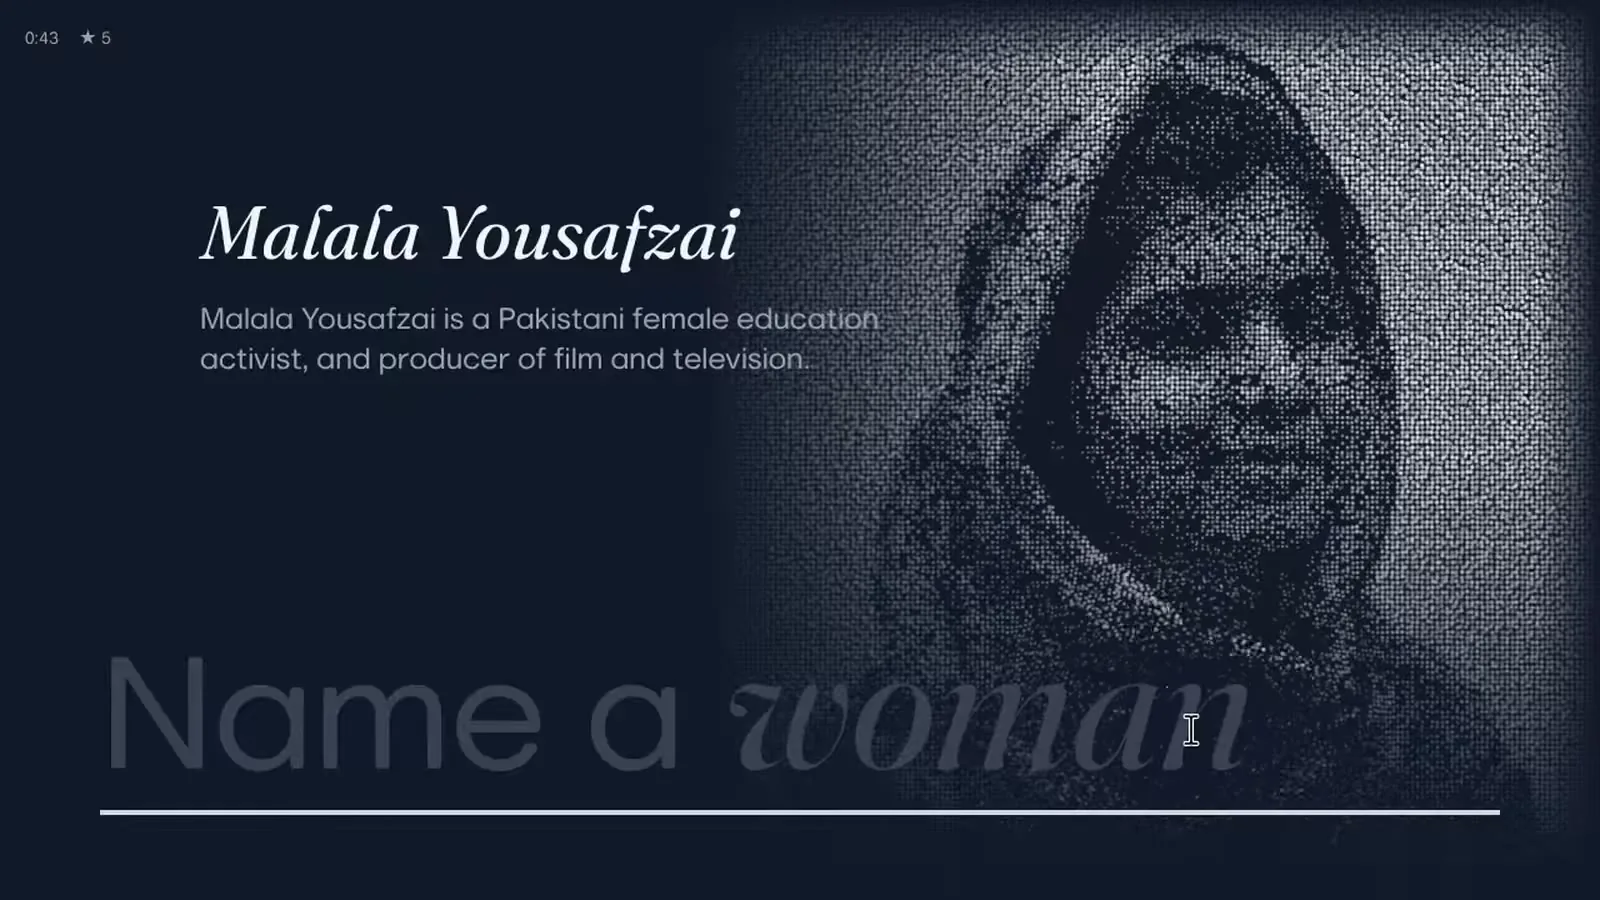 0:43 ★ 5
Malala Yousafzai
Malala Yousafzai is a Pakistani female education
activist, and producer of film and television.
Name a woman